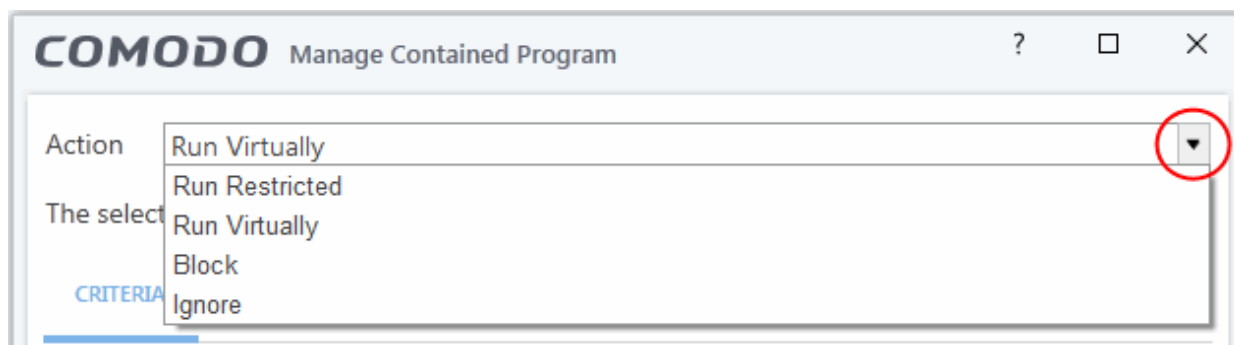 COMODO Manage Contained Program ?
Action Run Virtually
Run Restricted
The select
Run Virtually
Block
CRITERIA
Ignore